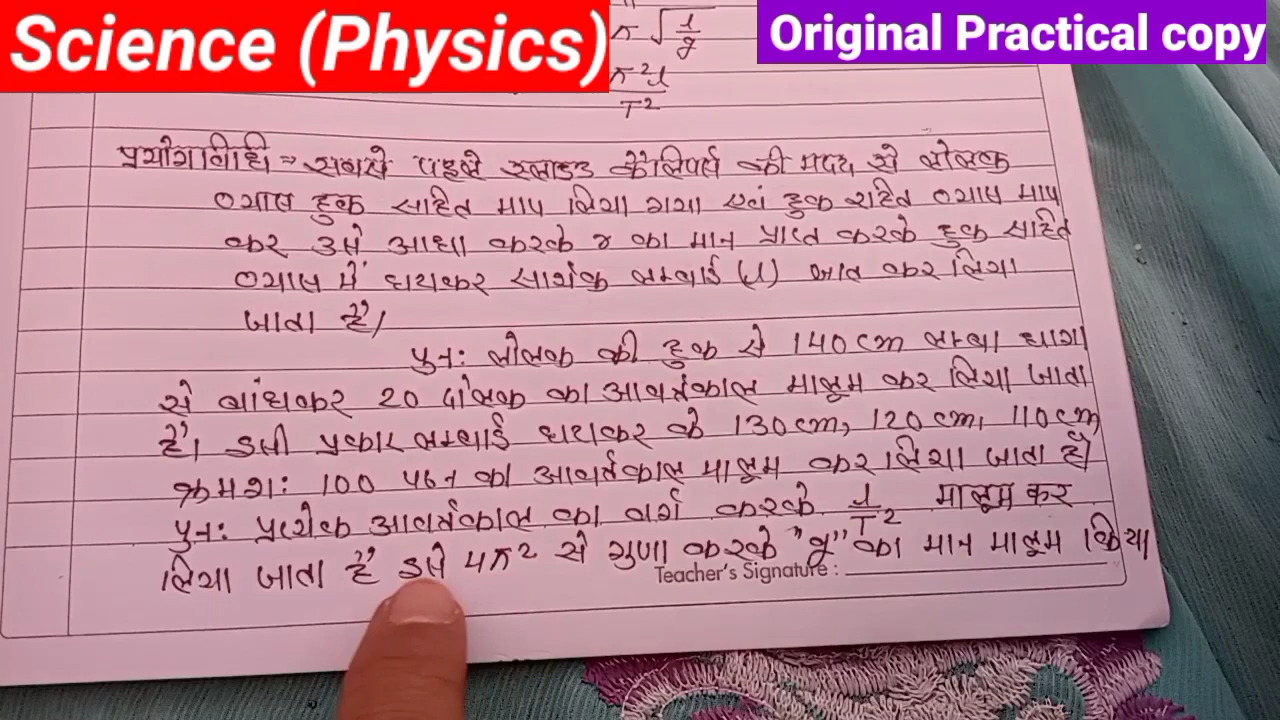 Science (Physics)
Original Practical copy
π √l/g
π²l
T²
प्रयोगविधि = सबसे पहले स्लाइड कैलिपर्स की मदद से लोलक
व्यास हुक सहित माप लिया गया एवं हुक रहित व्यास माप
कर उसे आधा करके r का मान प्राप्त करके हुक सहित
व्यास में घटाकर लम्बाई (l) ज्ञात कर लिया
जाता है।
पुनः लोलक की हुक से 140 cm लम्बा धागा
से बांधकर 20 दोलक का आवर्तकाल मालूम कर लिया जाता
है। इसी प्रकार लम्बाई घटाकर के 130 cm, 120 cm, 110 cm,
क्रमशः 100 का आवर्तकाल मालूम कर लिया जाता है।
पुनः प्रत्येक आवर्तकाल का वर्ग करके l/T² मालूम कर
लिया जाता है इसे 4π² से गुणा करके "g" का मान मालूम किया
Teacher's Signature :